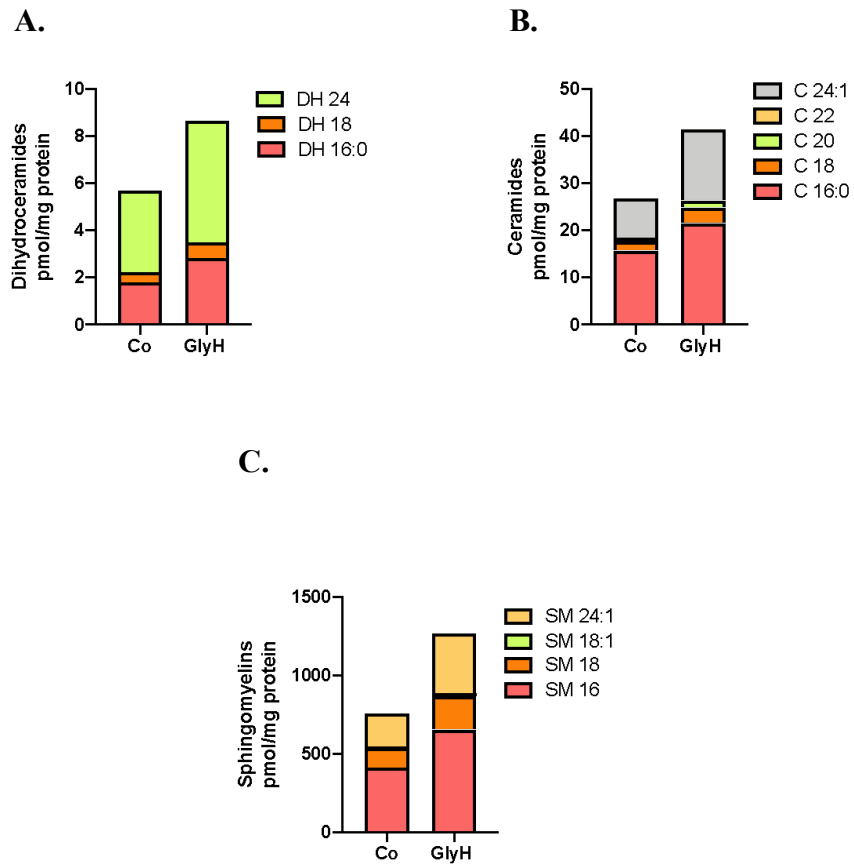 A.
Dihydroceramides
pmol/mg protein
10
8
6
4
2
0
Co
GlyH
DH 24
DH 18
DH 16:0
B.
Ceramides
pmol/mg protein
50
40
30
20
10
0
Co
GlyH
C 24:1
C 22
C 20
C 18
C 16:0
C.
Sphingomyelins
pmol/mg protein
1500
1000
500
0
Co
GlyH
SM 24:1
SM 18:1
SM 18
SM 16